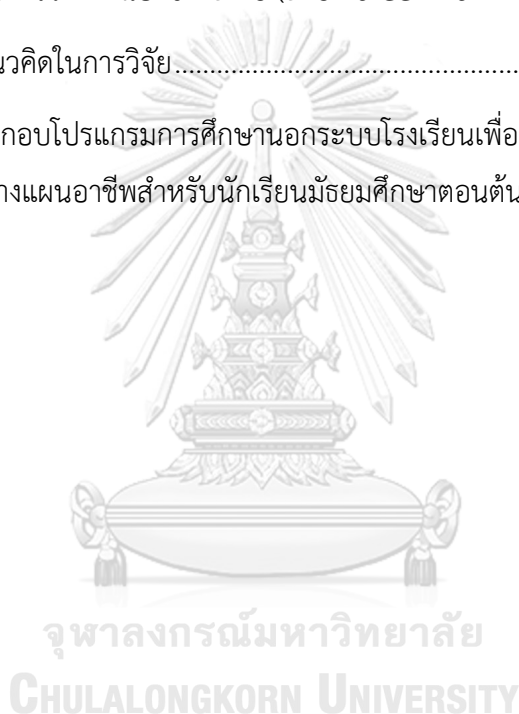 นวคิดในการวิจัย..................................................
กอบโปรแกรมการศึกษานอกระบบโรงเรียนเพื่อ
างแผนอาชีพสำหรับนักเรียนมัธยมศึกษาตอนต้น
จุฬาลงกรณ์มหาวิทยาลัย
CHULALONGKORN UNIVERSITY